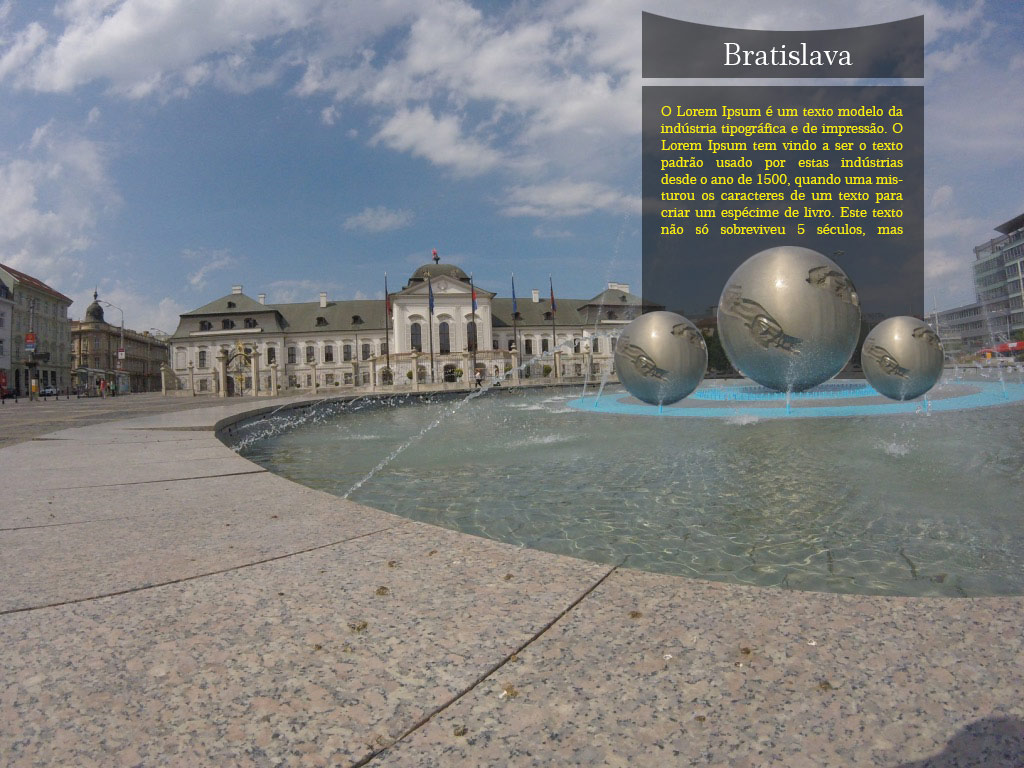 Bratislava
O Lorem Ipsum é um texto modelo da
indústria tipográfica e de impressão. O
Lorem Ipsum tem vindo a ser o texto
padrão usado por estas indústrias
desde o ano de 1500, quando uma mis-
turou os caracteres de um texto para
criar um espécime de livro. Este texto
não só sobreviveu 5 séculos, mas